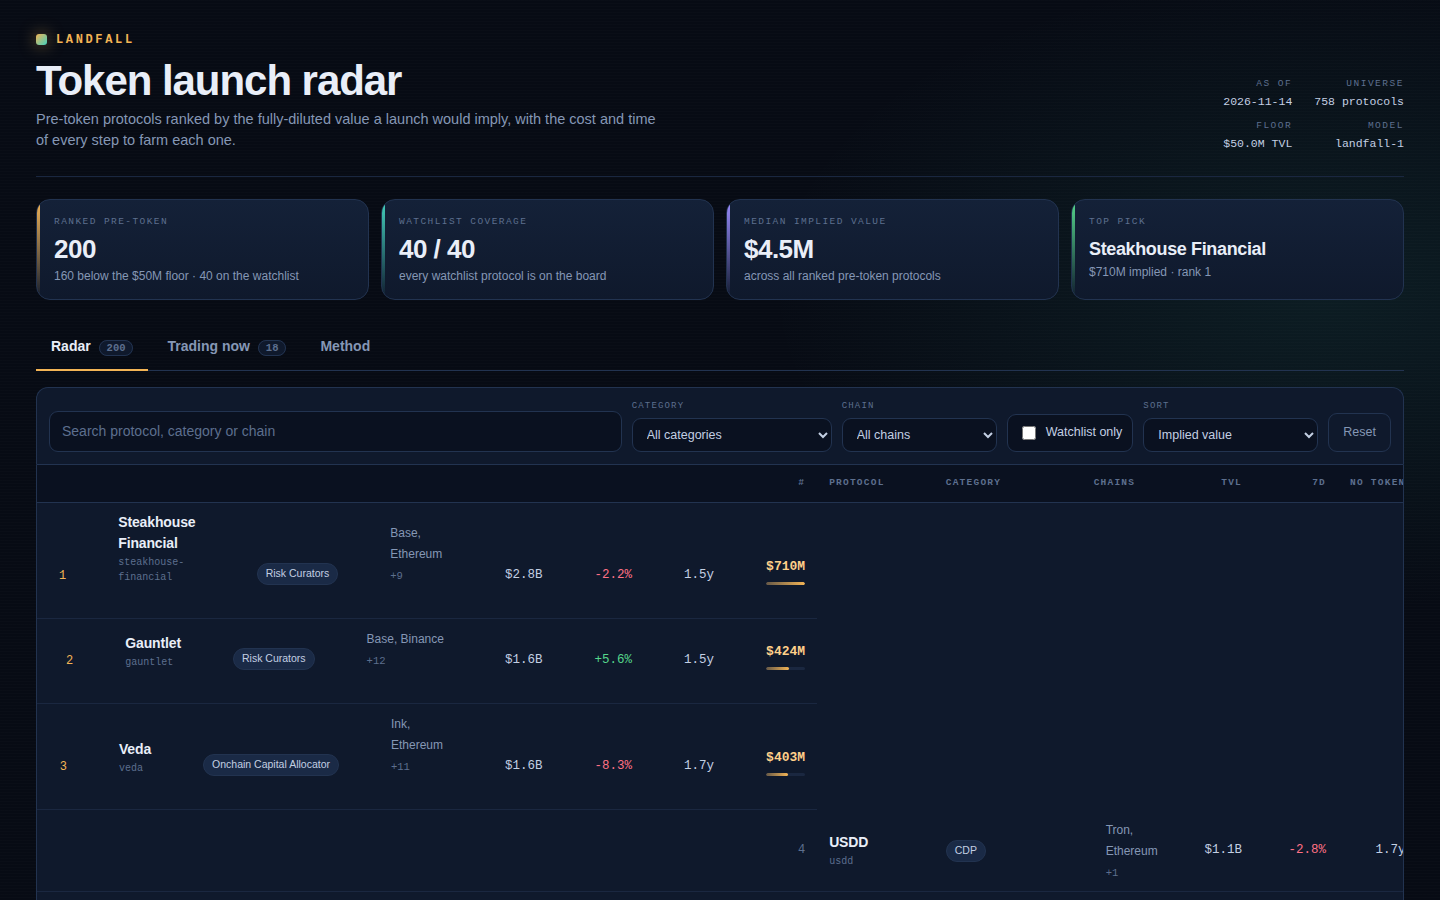 LANDFALL
Token launch radar
Pre-token protocols ranked by the fully-diluted value a launch would imply, with the cost and time
of every step to farm each one.
AS OF UNIVERSE
2026-11-14 758 protocols
FLOOR MODEL
$50.0M TVL landfall-1
RANKED PRE-TOKEN
200
160 below the $50M floor · 40 on the watchlist
WATCHLIST COVERAGE
40 / 40
every watchlist protocol is on the board
MEDIAN IMPLIED VALUE
$4.5M
across all ranked pre-token protocols
TOP PICK
Steakhouse Financial
$710M implied · rank 1
Radar 200 Trading now 18 Method
CATEGORY CHAIN SORT
Search protocol, category or chain All categories All chains Watchlist only Implied value Reset
# PROTOCOL CATEGORY CHAINS TVL 7D NO TOKEN
1 Steakhouse Financial steakhouse-financial Risk Curators Base, Ethereum +9 $2.8B -2.2% 1.5y $710M
2 Gauntlet gauntlet Risk Curators Base, Binance +12 $1.6B +5.6% 1.5y $424M
3 Veda veda Onchain Capital Allocator Ink, Ethereum +11 $1.6B -8.3% 1.7y $403M
4 USDD usdd CDP Tron, Ethereum +1 $1.1B -2.8% 1.7y